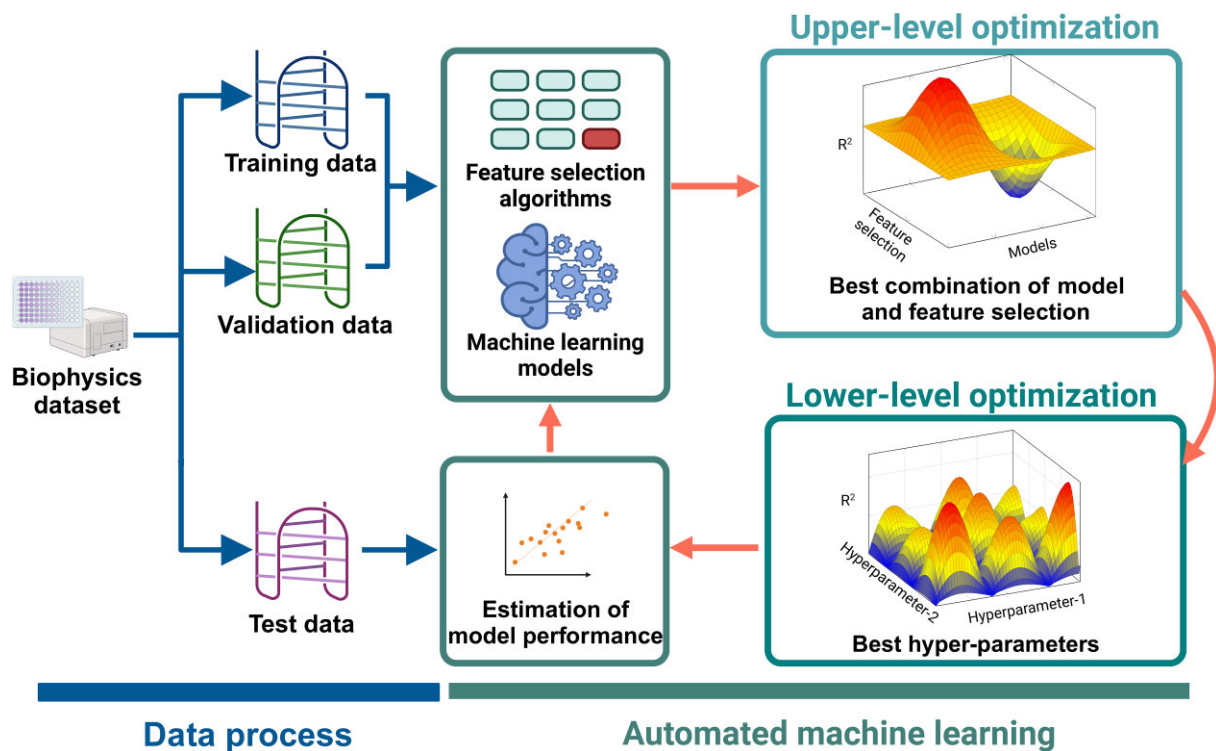 Biophysics
dataset
Training data
Validation data
Test data
Feature selection
algorithms
Machine learning
models
Estimation of
model performance
Upper-level optimization
R²
Feature
selection
Models
Best combination of model
and feature selection
Lower-level optimization
R²
Hyperparameter-2
Hyperparameter-1
Best hyper-parameters
Data process
Automated machine learning